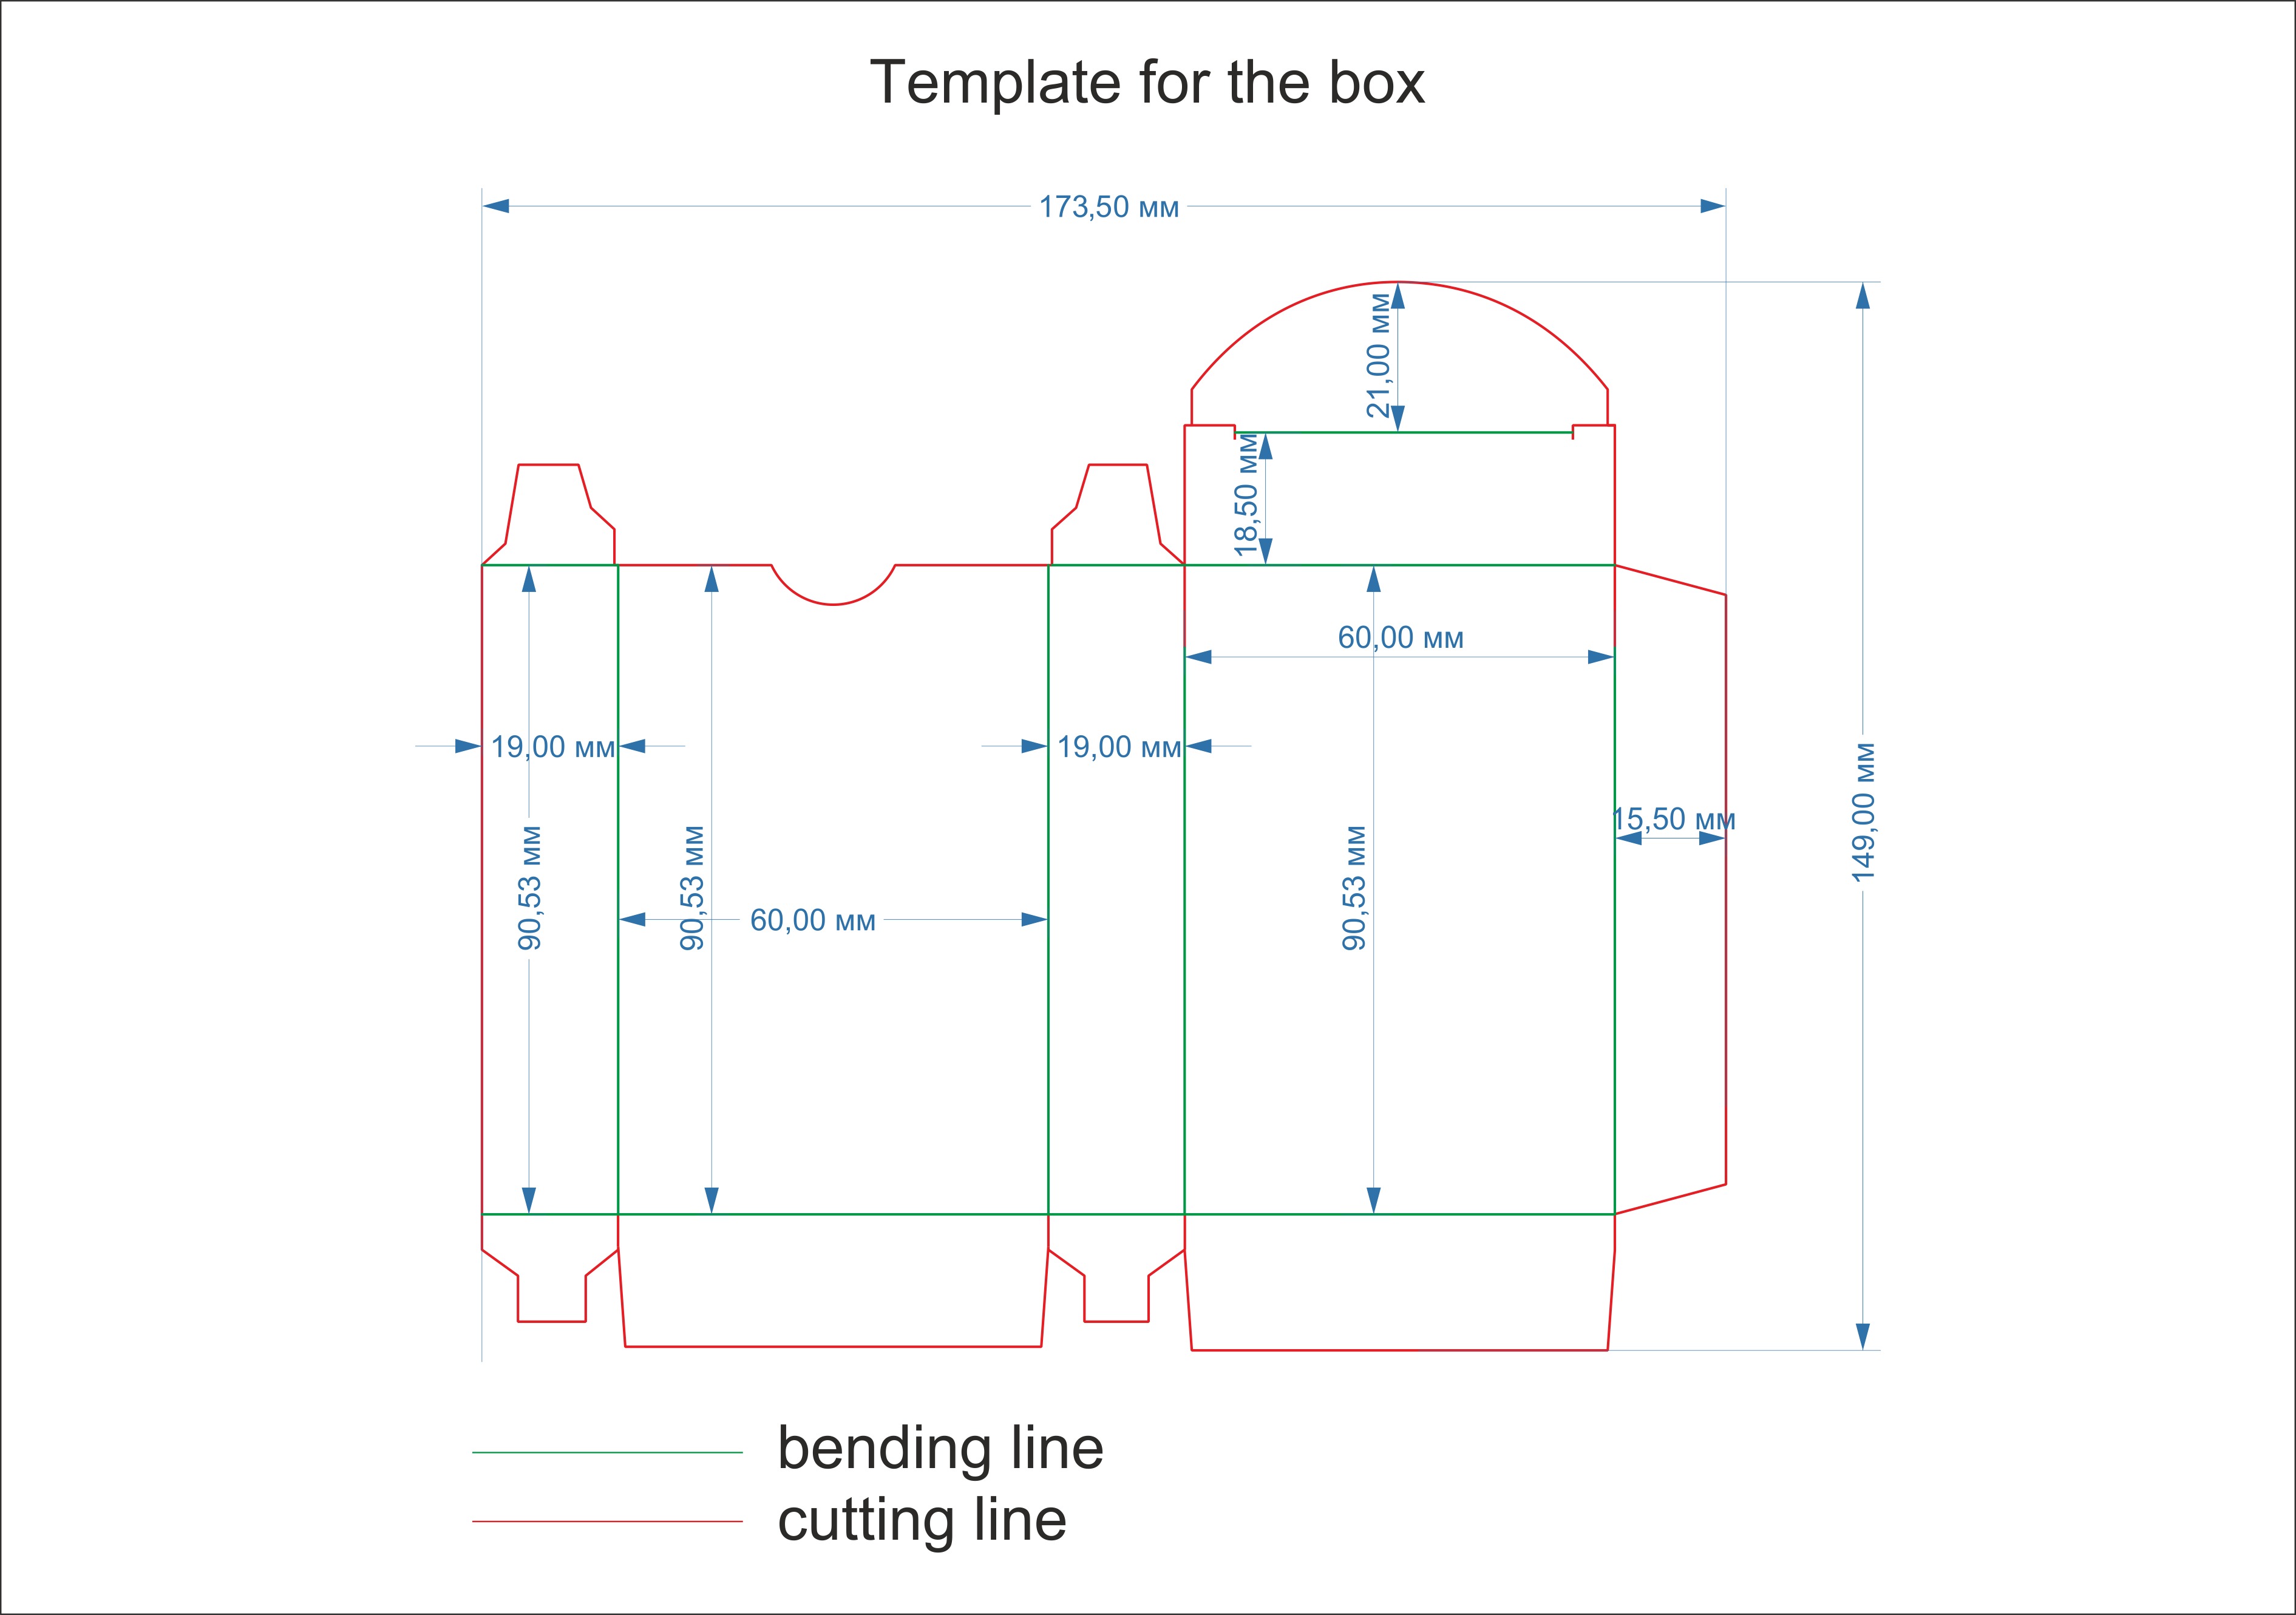 Template for the box
173,50 мм
21,00 мм
18,50 мм
60,00 мм
19,00 мм
19,00 мм
15,50 мм
149,00 мм
90,53 мм
90,53 мм
90,53 мм
60,00 мм
bending line
cutting line